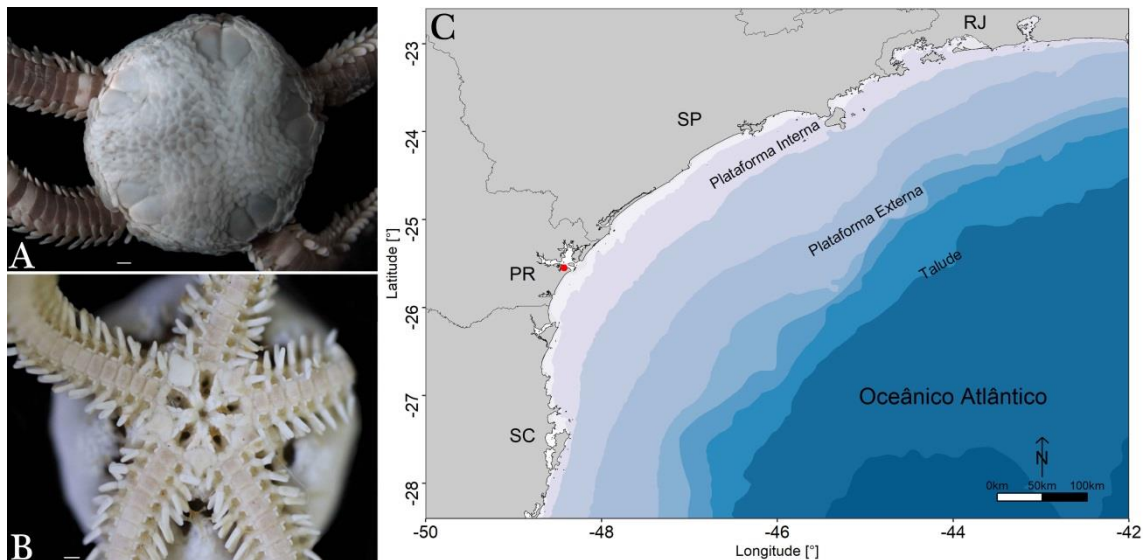 A
B
C
RJ
SP
PR
SC
Plataforma Interna
Plataforma Externa
Talude
Oceânico Atlântico
N
0km 50km 100km
Latitude [°]
-23
-24
-25
-26
-27
-28
-50
-48
-46
-44
-42
Longitude [°]